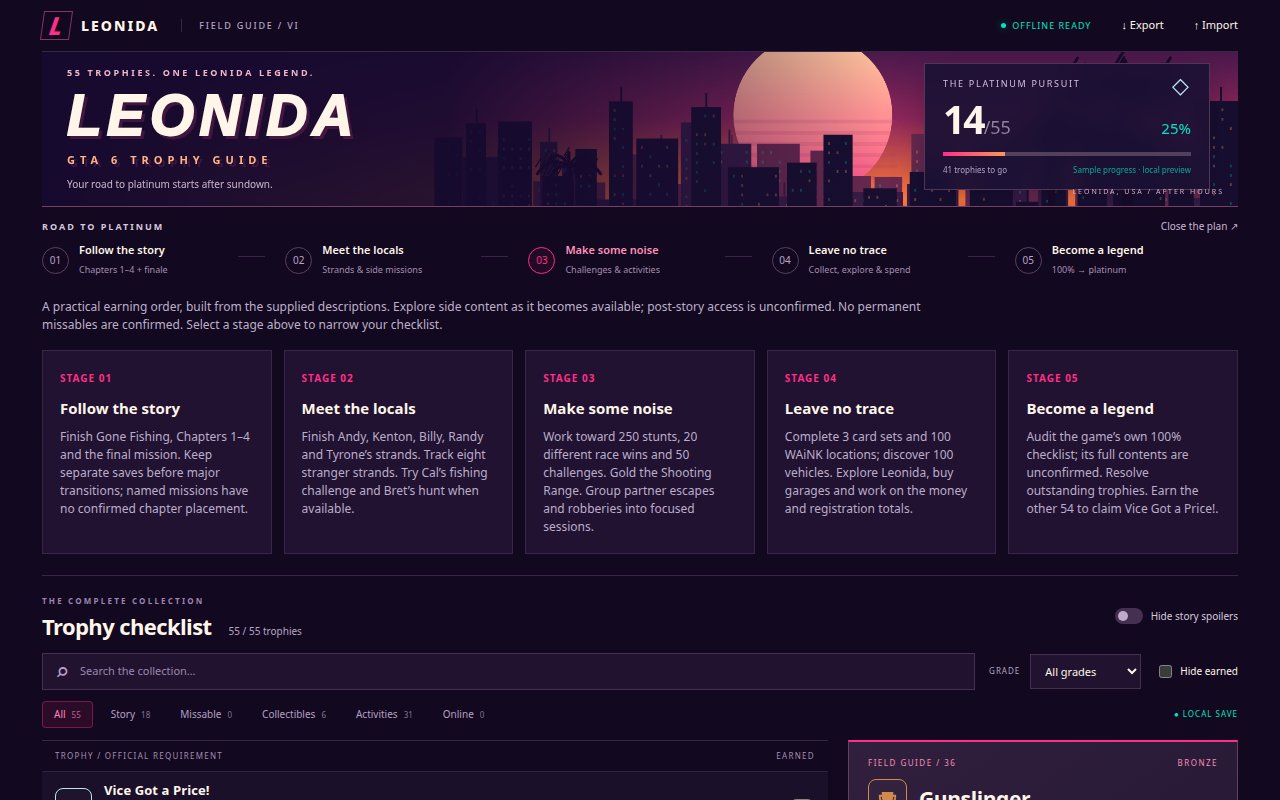 L LEONIDA FIELD GUIDE / VI
OFFLINE READY ↓ Export ↑ Import
55 TROPHIES. ONE LEONIDA LEGEND.
LEONIDA
GTA 6 TROPHY GUIDE
Your road to platinum starts after sundown.
THE PLATINUM PURSUIT
14/55 25%
41 trophies to go Sample progress · local preview
LEONIDA, USA / AFTER HOURS
ROAD TO PLATINUM Close the plan ↗
01 Follow the story
Chapters 1–4 + finale
02 Meet the locals
Strands & side missions
03 Make some noise
Challenges & activities
04 Leave no trace
Collect, explore & spend
05 Become a legend
100% → platinum
A practical earning order, built from the supplied descriptions. Explore side content as it becomes available; post-story access is unconfirmed. No permanent
missables are confirmed. Select a stage above to narrow your checklist.
STAGE 01
Follow the story
Finish Gone Fishing, Chapters 1–4
and the final mission. Keep
separate saves before major
transitions; named missions have
no confirmed chapter placement.
STAGE 02
Meet the locals
Finish Andy, Kenton, Billy, Randy
and Tyrone's strands. Track eight
stranger strands. Try Cal's fishing
challenge and Bret's hunt when
available.
STAGE 03
Make some noise
Work toward 250 stunts, 20
different race wins and 50
challenges. Gold the Shooting
Range. Group partner escapes
and robberies into focused
sessions.
STAGE 04
Leave no trace
Complete 3 card sets and 100
WAiNK locations; discover 100
vehicles. Explore Leonida, buy
garages and work on the money
and registration totals.
STAGE 05
Become a legend
Audit the game's own 100%
checklist; its full contents are
unconfirmed. Resolve
outstanding trophies. Earn the
other 54 to claim Vice Got a Price!.
THE COMPLETE COLLECTION
Trophy checklist 55 / 55 trophies
Hide story spoilers
Search the collection...
GRADE All grades Hide earned
All 55 Story 18 Missable 0 Collectibles 6 Activities 31 Online 0
LOCAL SAVE
TROPHY / OFFICIAL REQUIREMENT EARNED
Vice Got a Price!
FIELD GUIDE / 36 BRONZE
Gunslinger